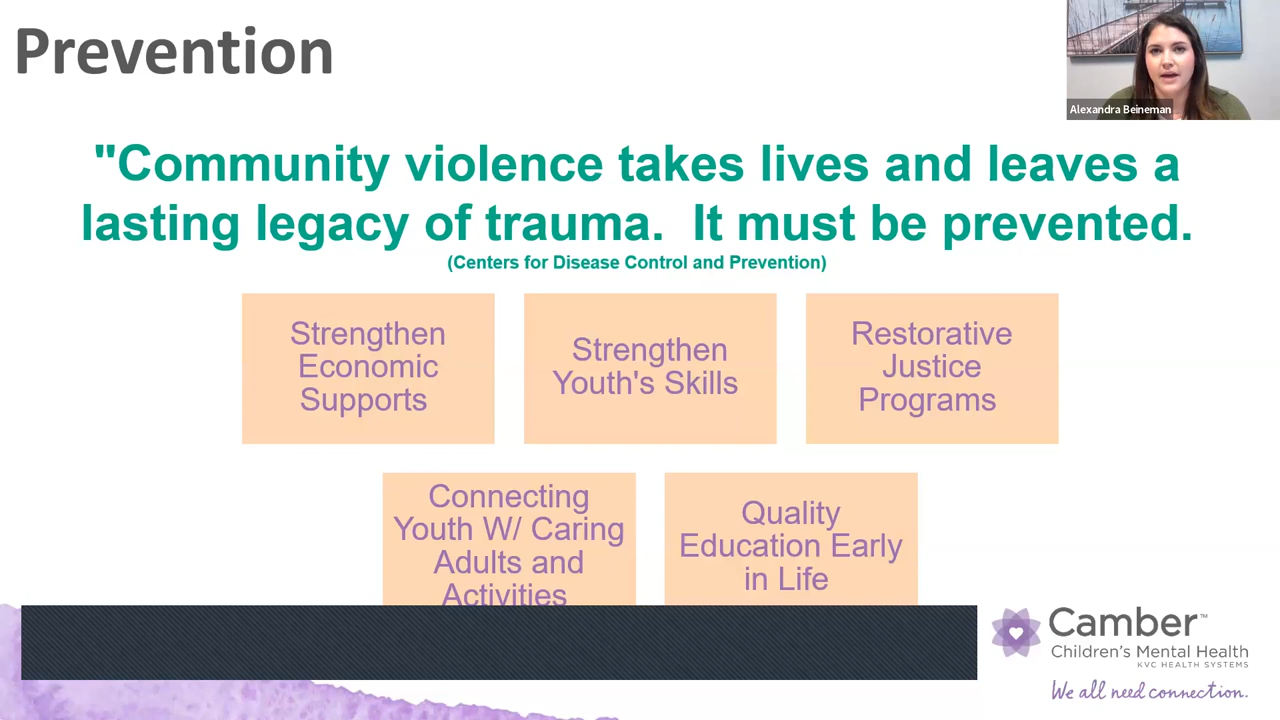 Prevention
Alexandra Beineman
"Community violence takes lives and leaves a
lasting legacy of trauma.  It must be prevented.
(Centers for Disease Control and Prevention)
Strengthen
Economic
Supports
Strengthen
Youth's Skills
Restorative
Justice
Programs
Connecting
Youth W/ Caring
Adults and
Activities
Quality
Education Early
in Life
Camber™
Children's Mental Health
KVC HEALTH SYSTEMS
We all need connection.